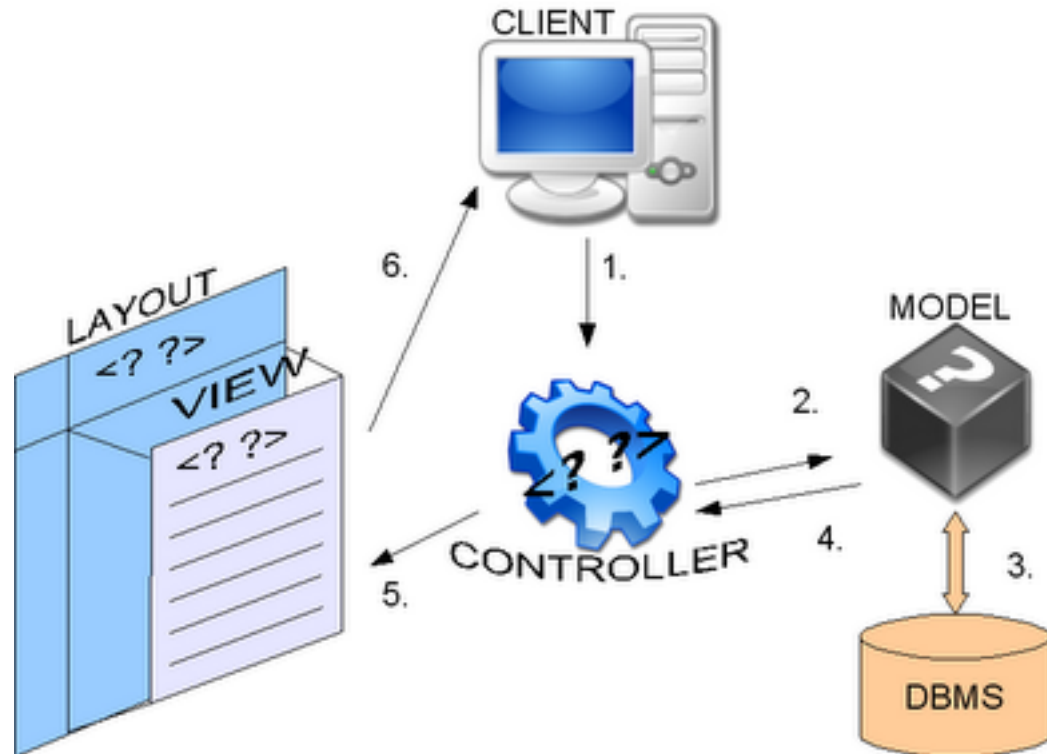 CLIENT
6.
1.
LAYOUT
<? ?>
MODEL
?
VIEW
<? ?>
2.
<? ?>
4.
CONTROLLER
5.
3.
DBMS